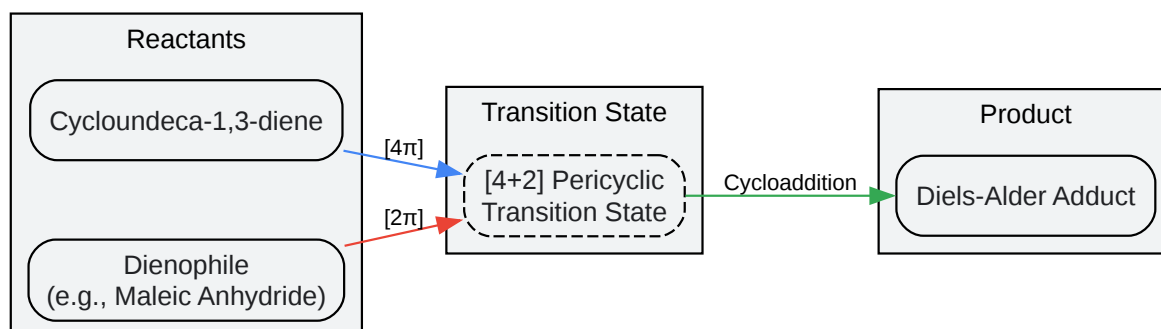 Reactants
Cycloundeca-1,3-diene
Dienophile
(e.g., Maleic Anhydride)
[4π]
[2π]
Transition State
[4+2] Pericyclic
Transition State
Cycloaddition
Product
Diels-Alder Adduct